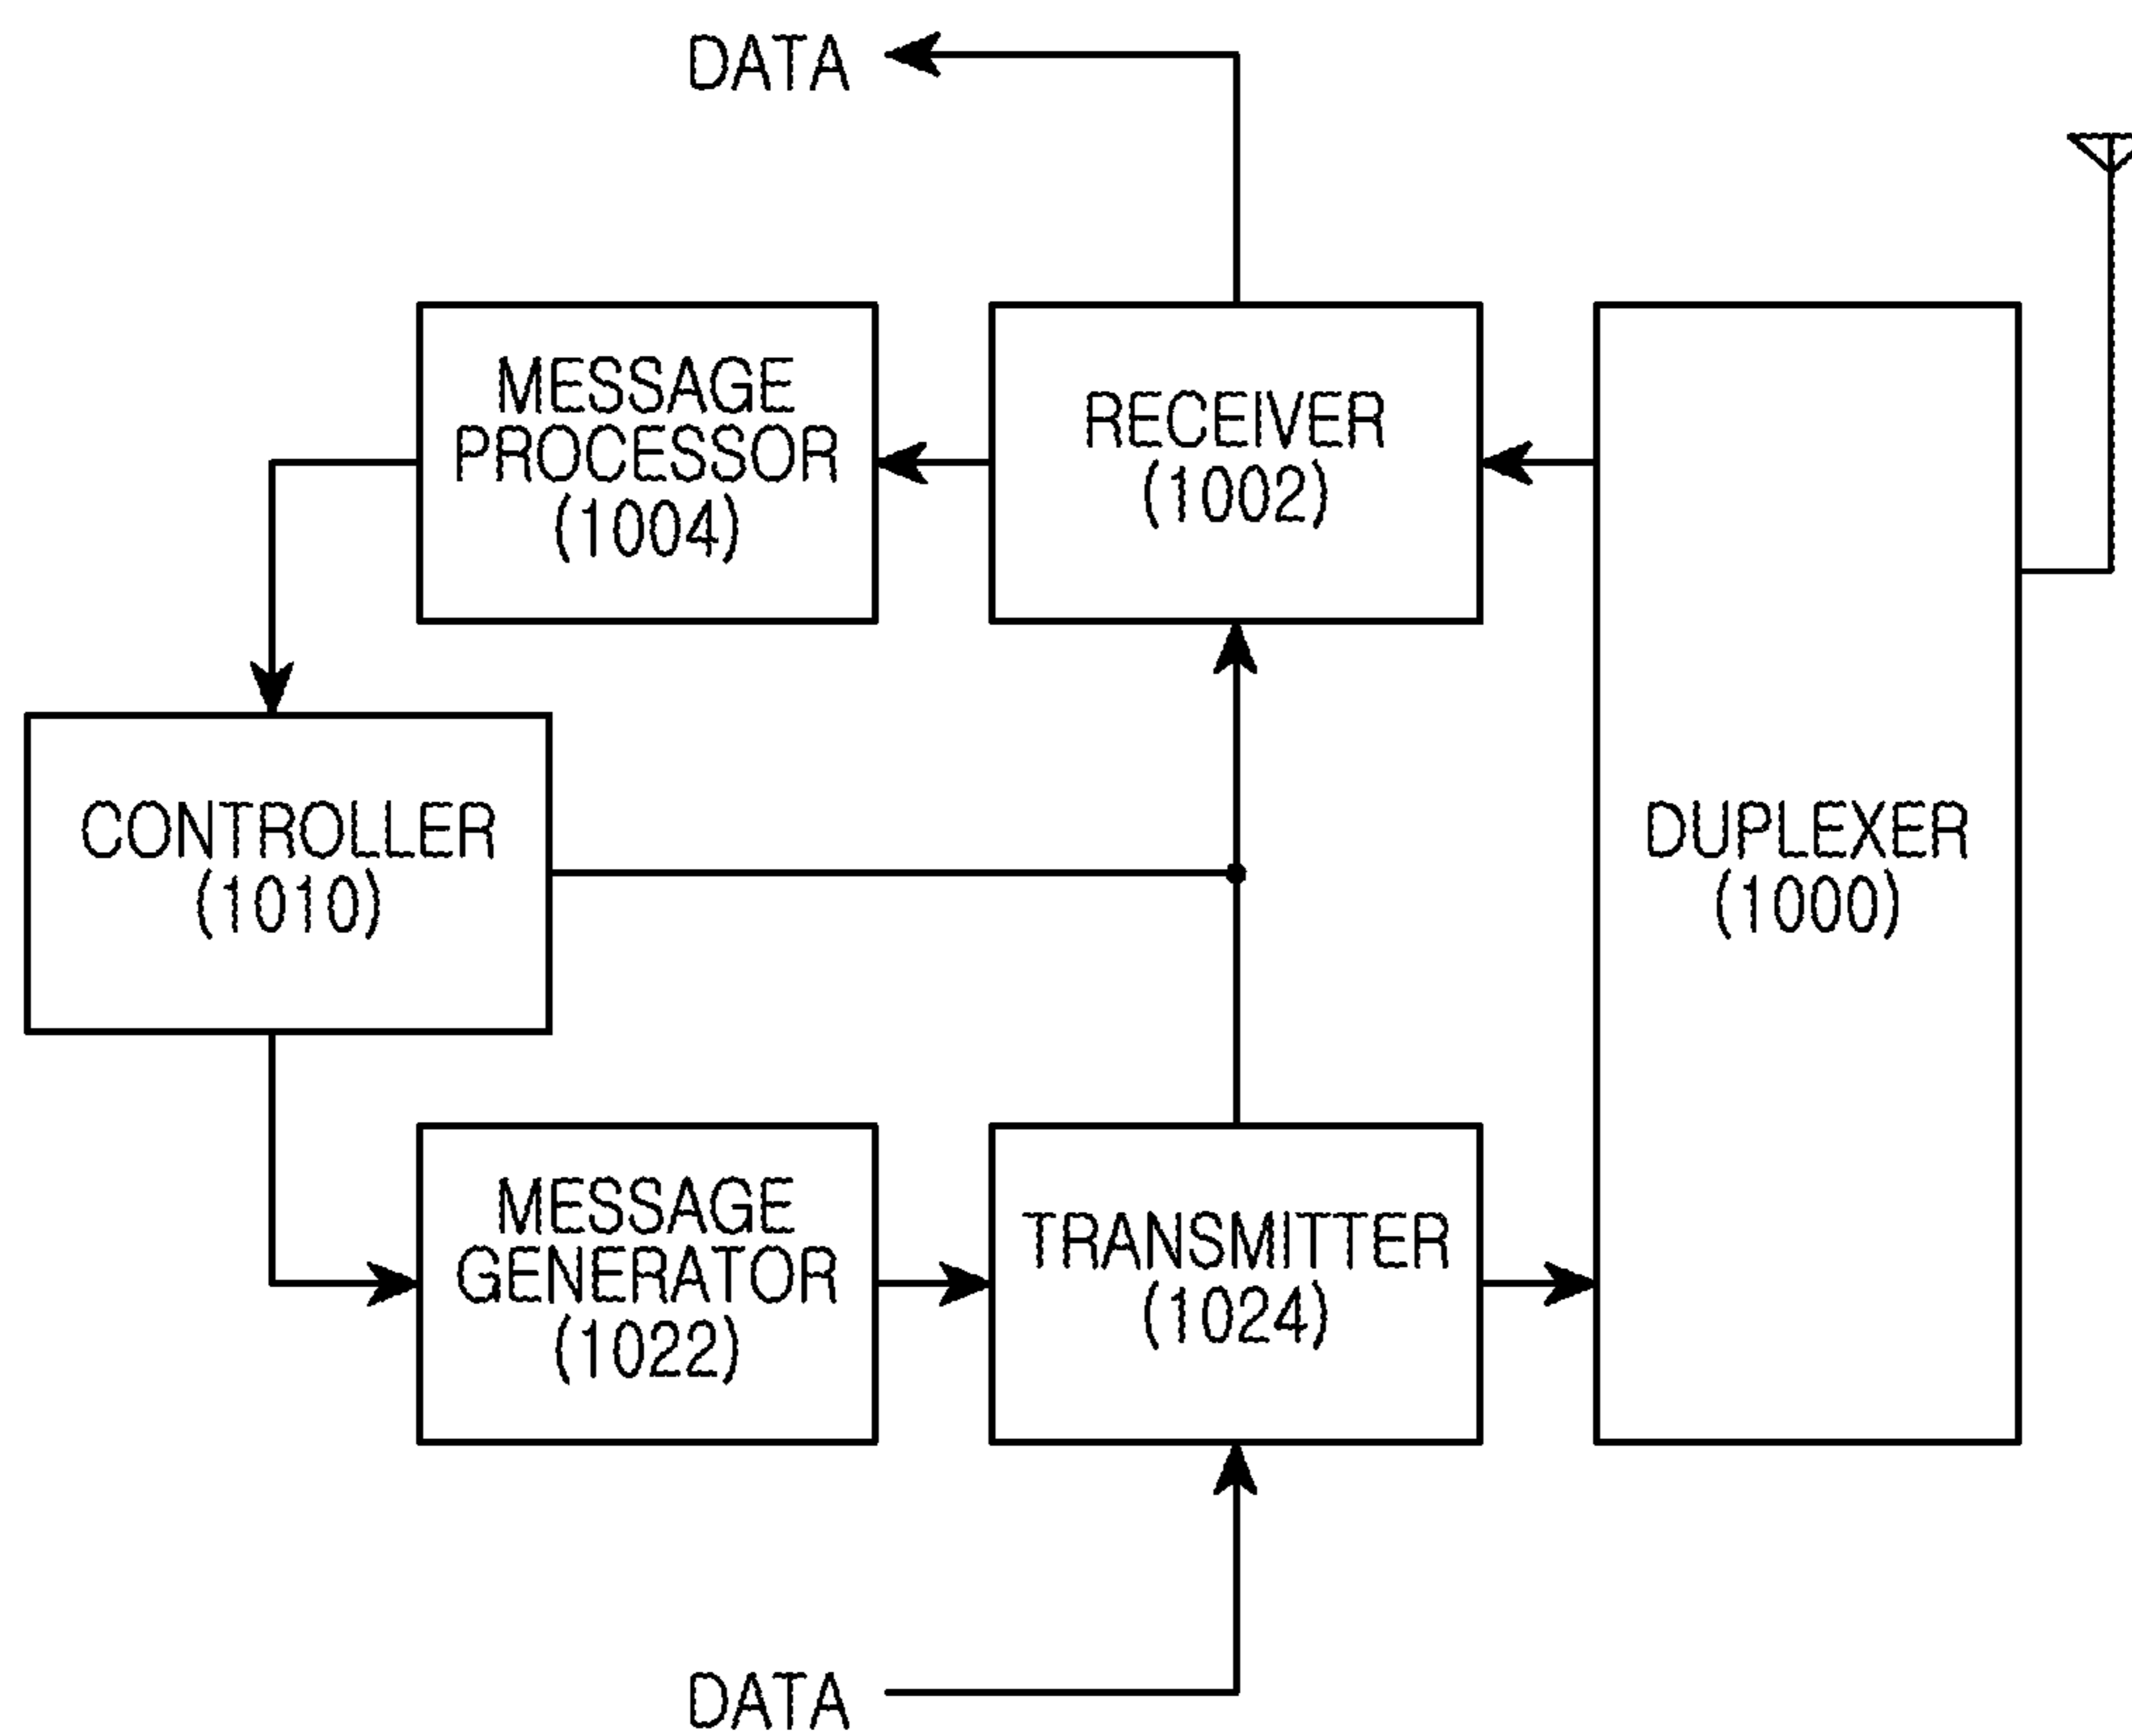 DATA
MESSAGE
PROCESSOR
(1004)
RECEIVER
(1002)
CONTROLLER
(1010)
DUPLEXER
(1000)
MESSAGE
GENERATOR
(1022)
TRANSMITTER
(1024)
DATA